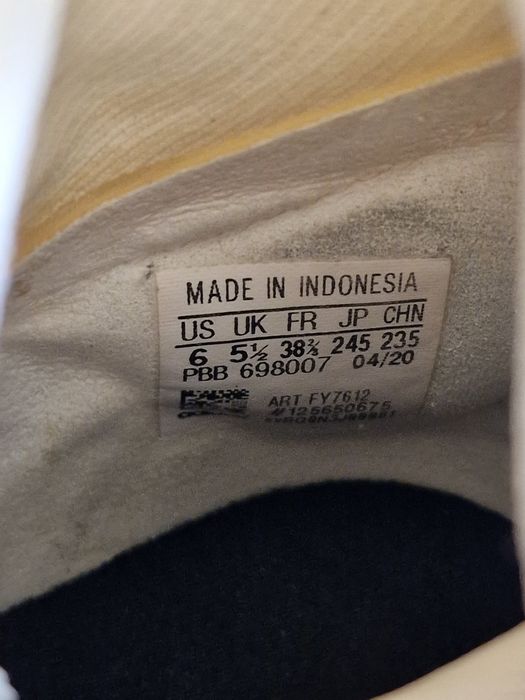 MADE IN INDONESIA
US UK FR JP CHN
6 5½ 38⅔ 245 235
PBB 698007 04/20
ART FY7612
#125650675